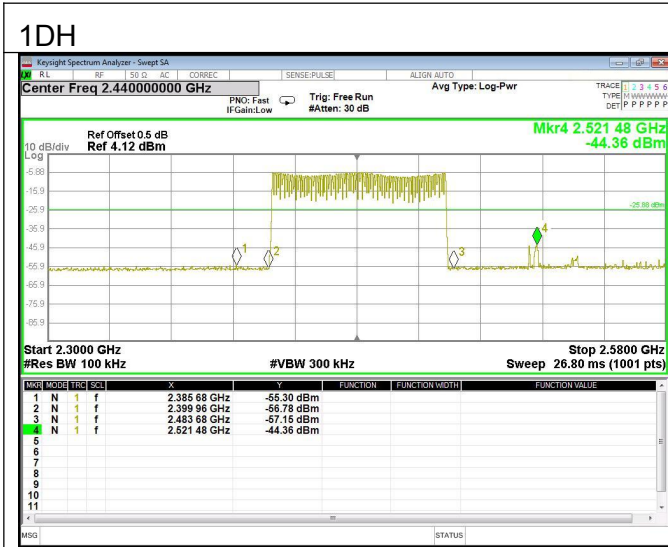 1DH
Keysight Spectrum Analyzer - Swept SA
LXI RL RF 50 Ω AC CORREC SENSE:PULSE ALIGN AUTO
Center Freq 2.440000000 GHz
PNO: Fast
IFGain:Low
Trig: Free Run
#Atten: 30 dB
Avg Type: Log-Pwr
TRACE 1 2 3 4 5 6
TYPE M W W W W W
DET P P P P P P
Mkr4 2.521 48 GHz
-44.36 dBm
Ref Offset 0.5 dB
10 dB/div Ref 4.12 dBm
Log
-5.88
-15.9
-25.9
-25.88 dBm
-35.9
-45.9
-55.9
-65.9
-75.9
-85.9
1
2
3
4
Start 2.3000 GHz Stop 2.5800 GHz
#Res BW 100 kHz #VBW 300 kHz Sweep 26.80 ms (1001 pts)
MKR MODE TRC SCL X Y FUNCTION FUNCTION WIDTH FUNCTION VALUE
1 N 1 f 2.385 68 GHz -55.30 dBm
2 N 1 f 2.399 96 GHz -56.78 dBm
3 N 1 f 2.483 68 GHz -57.15 dBm
4 N 1 f 2.521 48 GHz -44.36 dBm
5
6
7
8
9
10
11
MSG STATUS